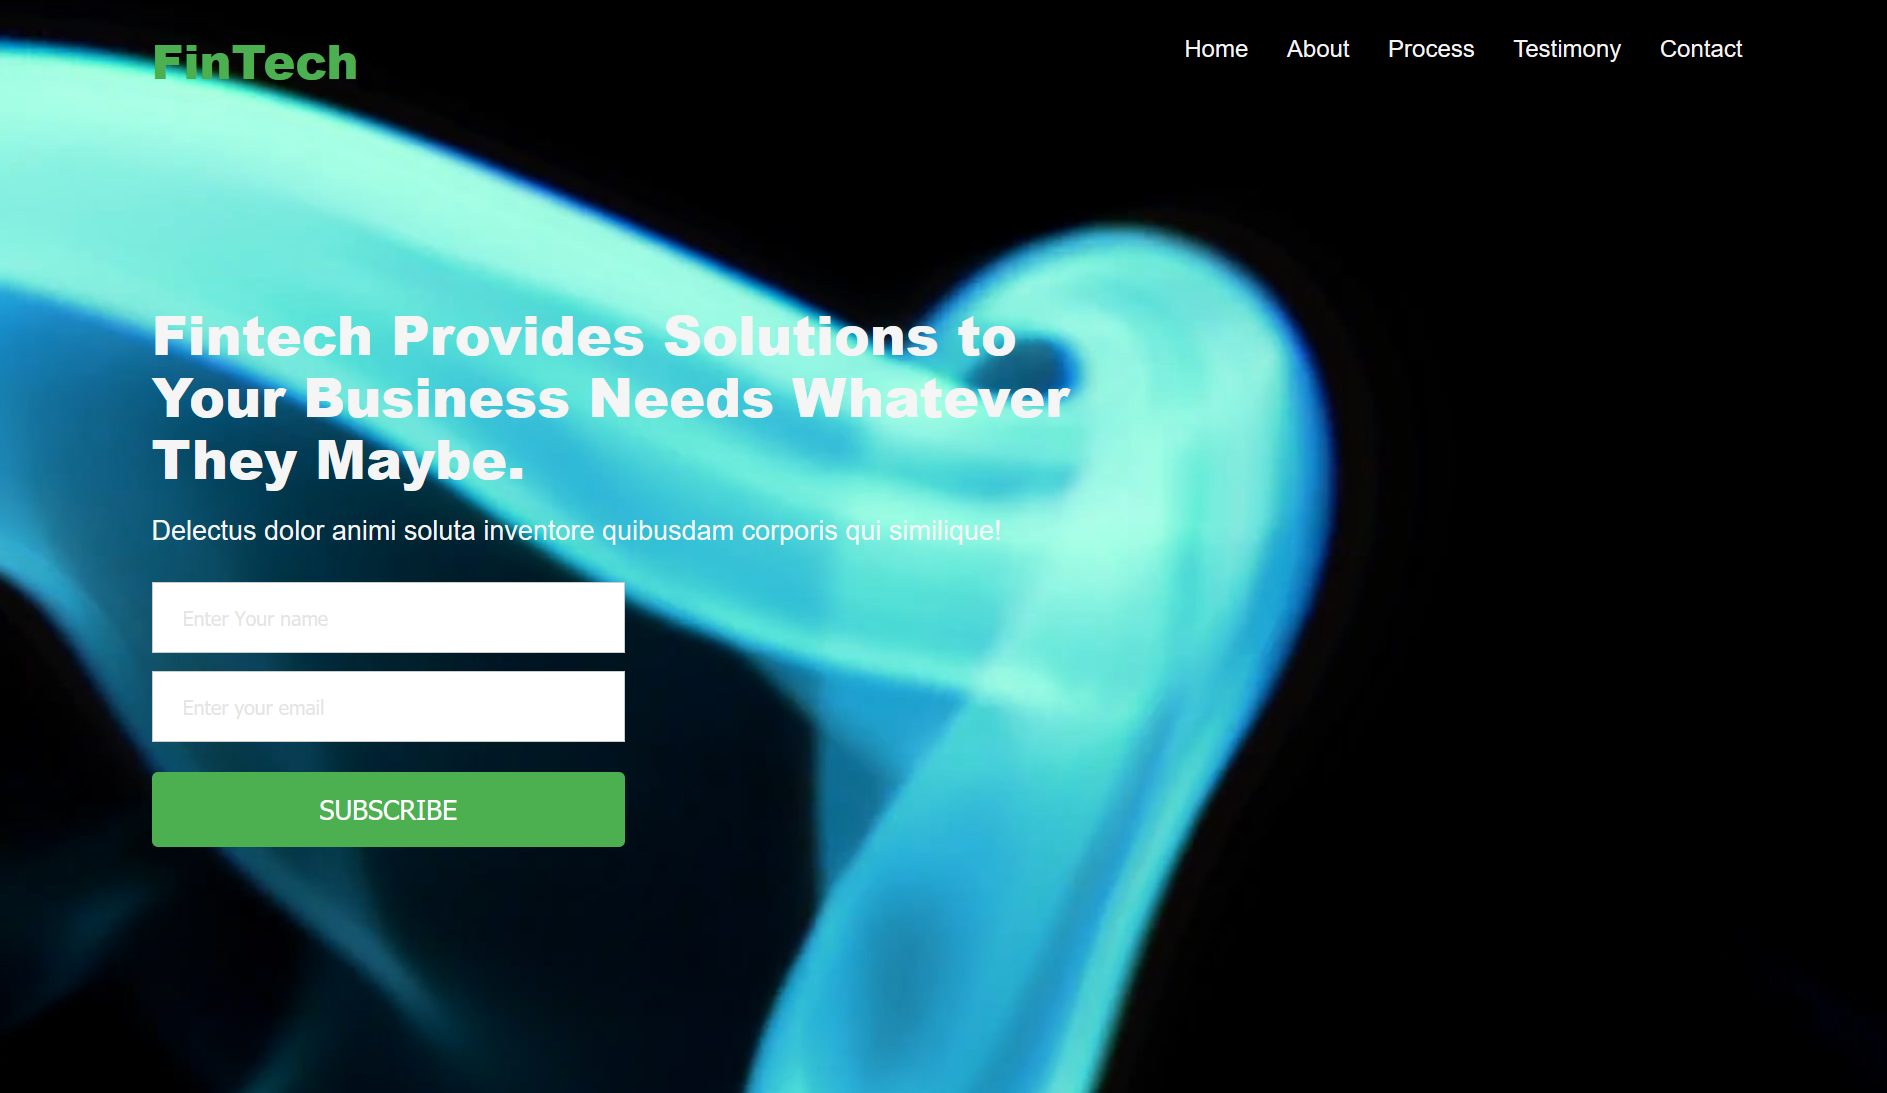 FinTech
Home About Process Testimony Contact
Fintech Provides Solutions to
Your Business Needs Whatever
They Maybe.
Delectus dolor animi soluta inventore quibusdam corporis qui similique!
Enter Your name
Enter your email
SUBSCRIBE